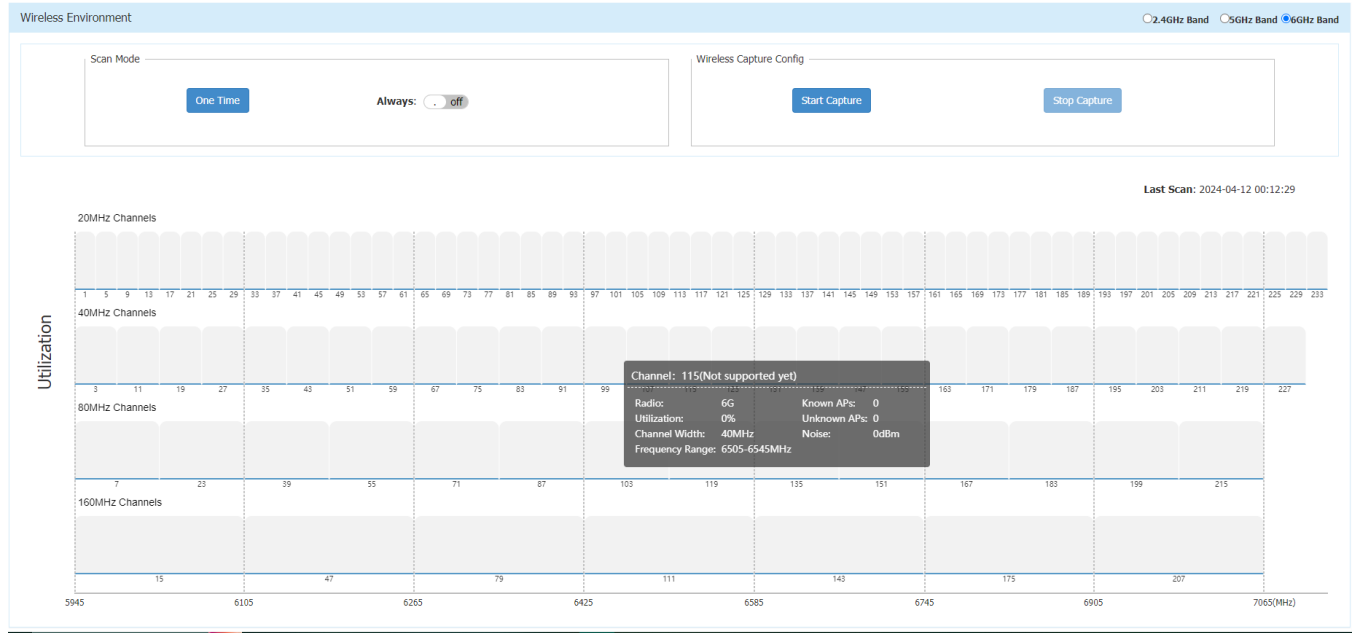 Wireless Environment
2.4GHz Band 5GHz Band 6GHz Band
Scan Mode
Wireless Capture Config
One Time
Always: . off
Start Capture
Stop Capture
Last Scan: 2024-04-12 00:12:29
Utilization
20MHz Channels
1 5 9 13 17 21 25 29 33 37 41 45 49 53 57 61 65 69 73 77 81 85 89 93 97 101 105 109 113 117 121 125 129 133 137 141 145 149 153 157 161 165 169 173 177 181 185 189 193 197 201 205 209 213 217 221 225 229 233
40MHz Channels
3 11 19 27 35 43 51 59 67 75 83 91 99 163 171 179 187 195 203 211 219 227
Channel: 115(Not supported yet)
Radio: 6G Known APs: 0
Utilization: 0% Unknown APs: 0
Channel Width: 40MHz Noise: 0dBm
Frequency Range: 6505-6545MHz
80MHz Channels
7 23 39 55 71 87 103 119 135 151 167 183 199 215
160MHz Channels
15 47 79 111 143 175 207
5945 6105 6265 6425 6585 6745 6905 7065(MHz)